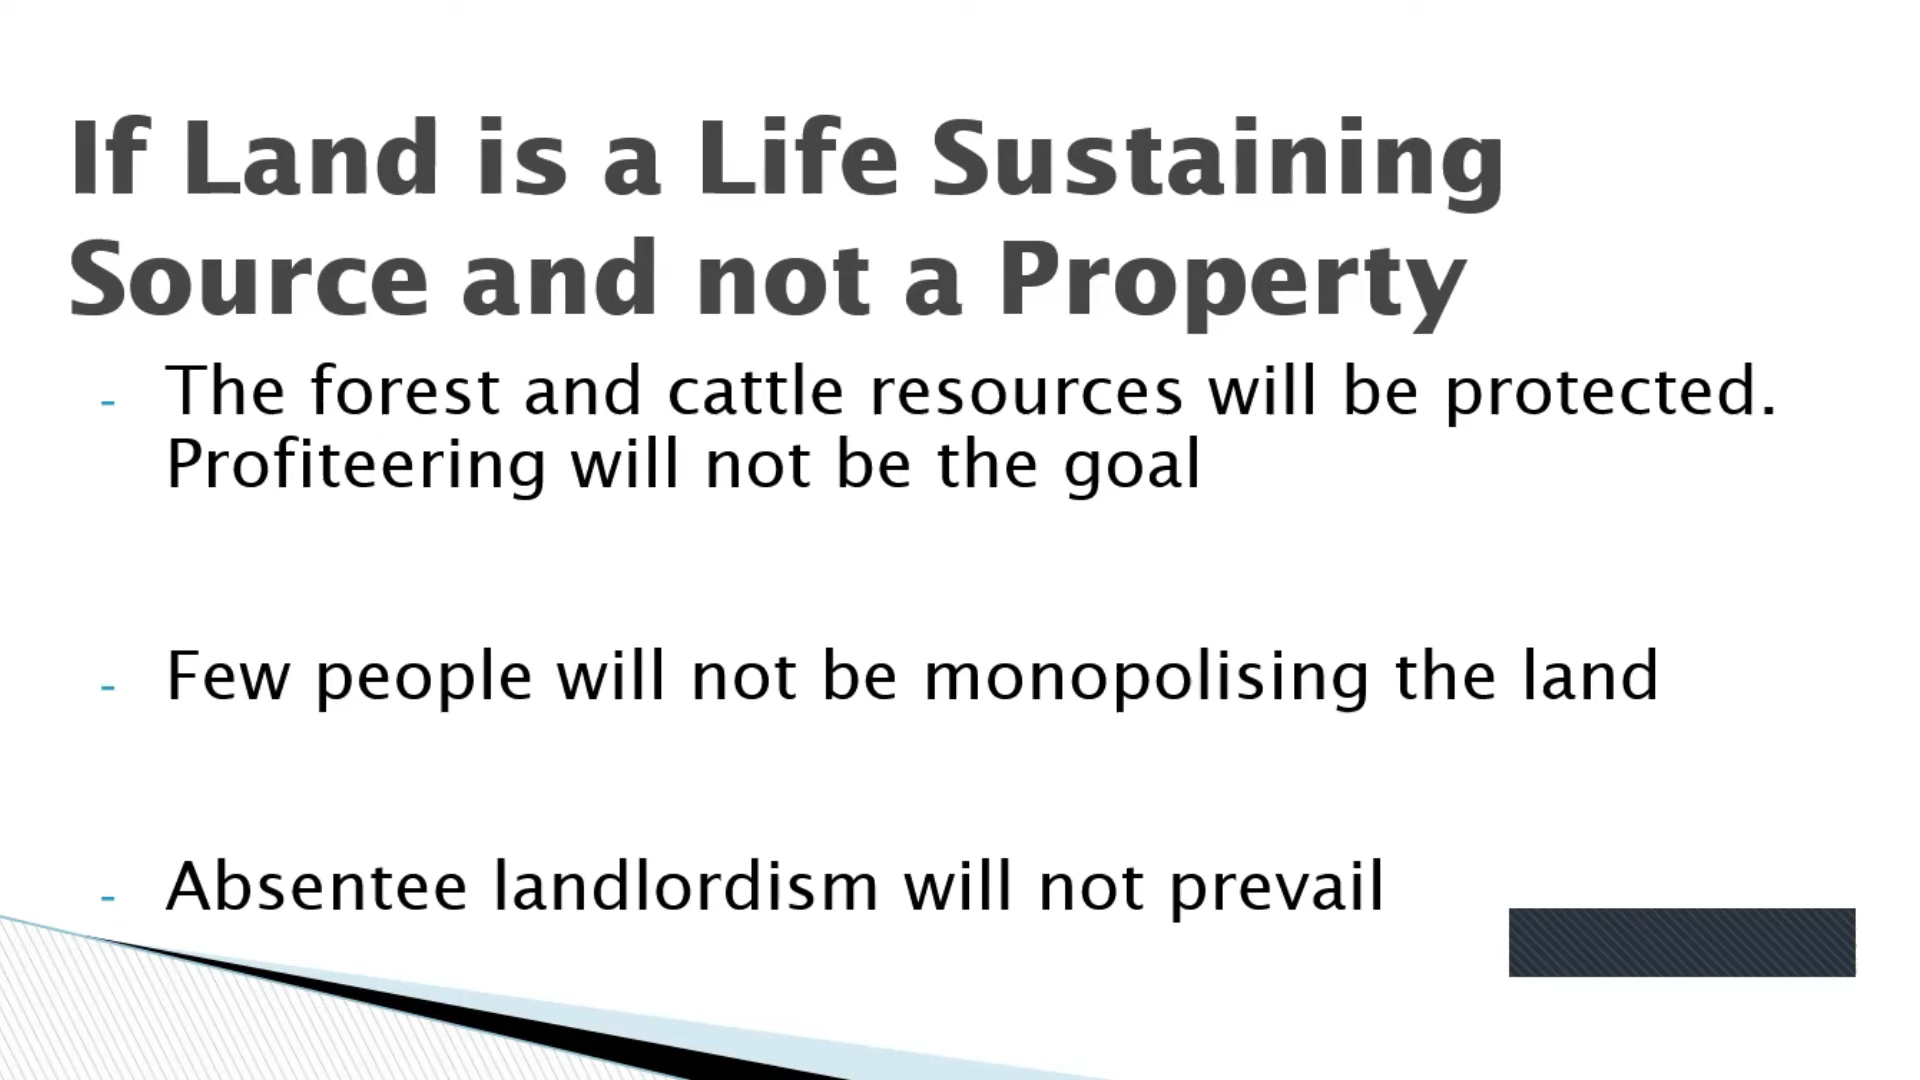 If Land is a Life Sustaining
Source and not a Property
- The forest and cattle resources will be protected.
Profiteering will not be the goal
- Few people will not be monopolising the land
- Absentee landlordism will not prevail